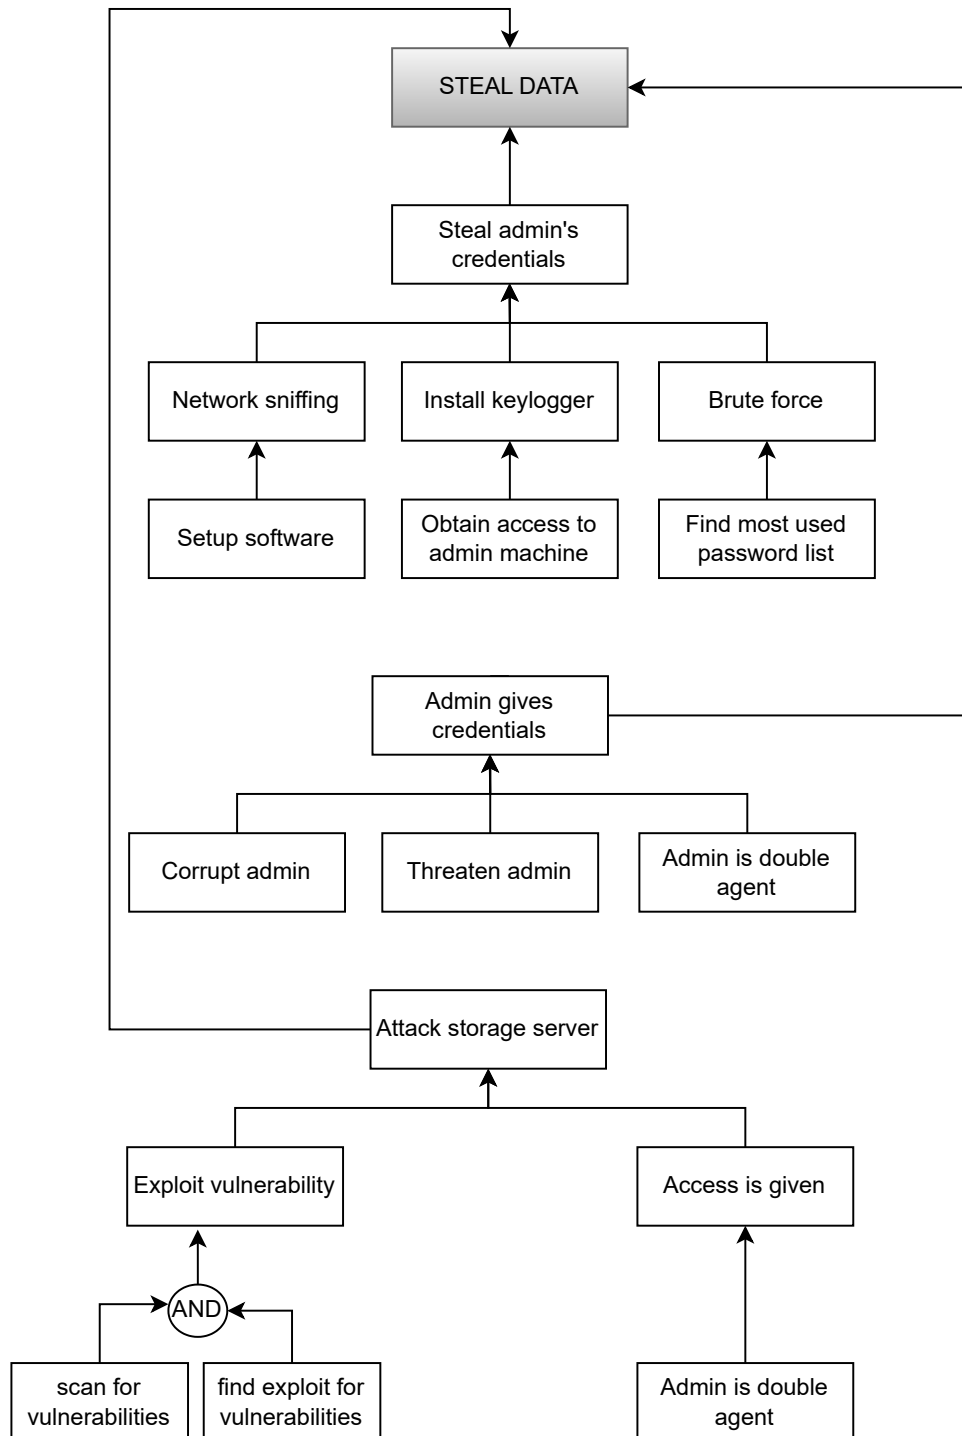 STEAL DATA
Steal admin's
credentials
Network sniffing
Install keylogger
Brute force
Setup software
Obtain access to
admin machine
Find most used
password list
Admin gives
credentials
Corrupt admin
Threaten admin
Admin is double
agent
Attack storage server
Exploit vulnerability
Access is given
AND
scan for
vulnerabilities
find exploit for
vulnerabilities
Admin is double
agent